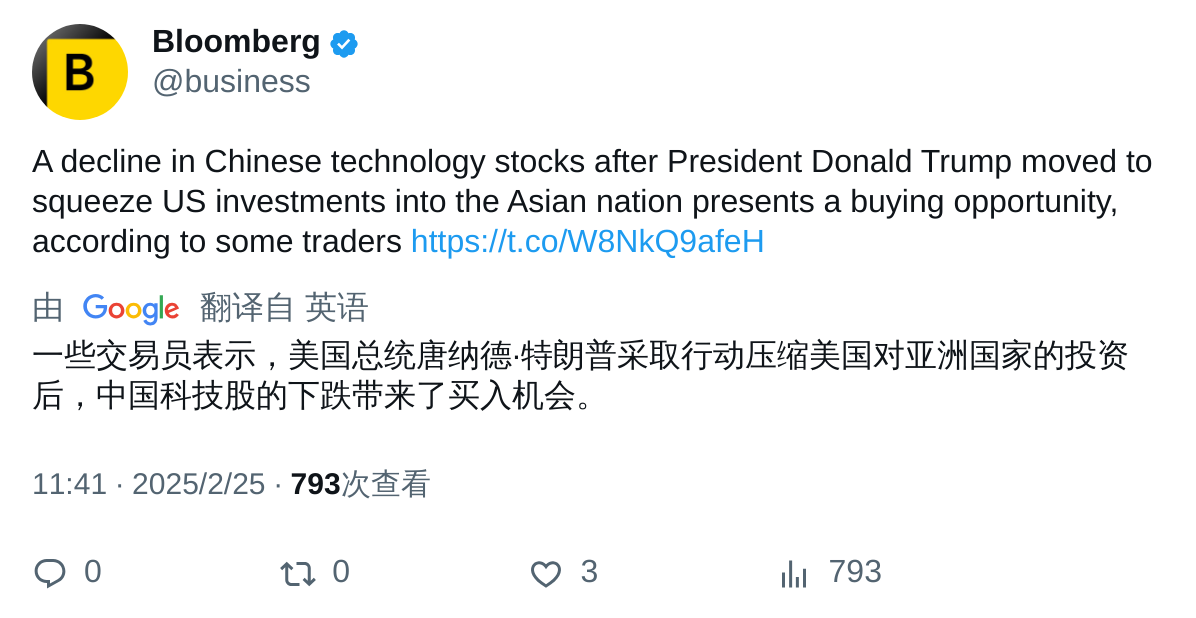 B
Bloomberg
@business
A decline in Chinese technology stocks after President Donald Trump moved to
squeeze US investments into the Asian nation presents a buying opportunity,
according to some traders https://t.co/W8NkQ9afeH
由 Google 翻译自 英语
一些交易员表示，美国总统唐纳德·特朗普采取行动压缩美国对亚洲国家的投资
后，中国科技股的下跌带来了买入机会。
11:41 · 2025/2/25 · 793次查看
0 0 3 793